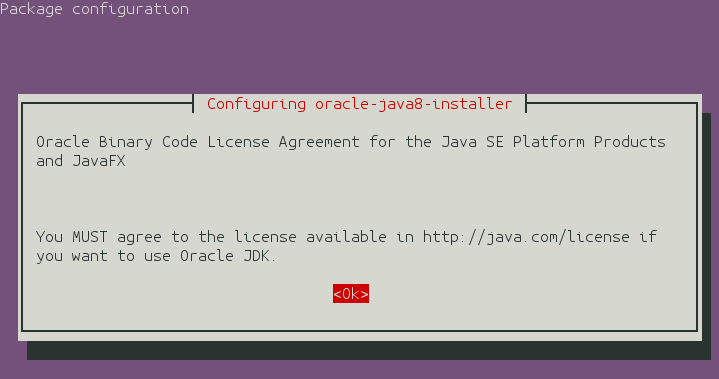 Package configuration
Configuring oracle-java8-installer
Oracle Binary Code License Agreement for the Java SE Platform Products
and JavaFX
You MUST agree to the license available in http://java.com/license if
you want to use Oracle JDK.
<Ok>